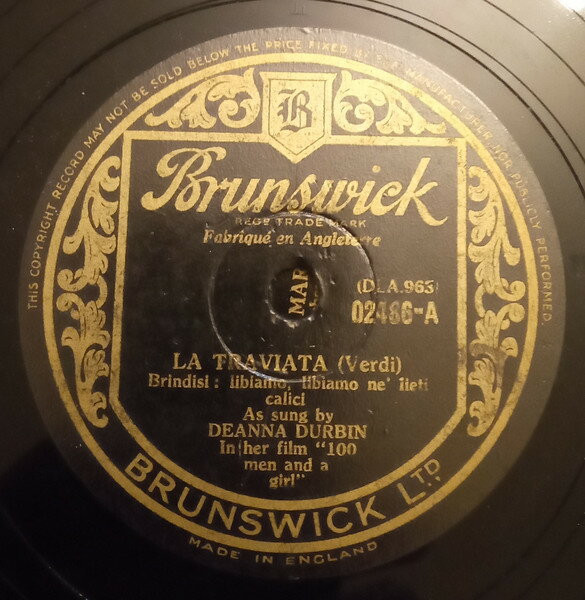 THIS COPYRIGHT RECORD MAY NOT BE SOLD BELOW THE PRICE FIXED BY THE MANUFACTURER NOR PUBLICLY PERFORMED.
B
Brunswick
REGD TRADE MARK
Fabriqué en Angleterre
MAR
(DLA.963)
02466-A
LA TRAVIATA (Verdi)
Brindisi : libiamo, libiamo ne' lieti
calici
As sung by
DEANNA DURBIN
In her film "100
men and a
girl"
BRUNSWICK LTD
MADE IN ENGLAND